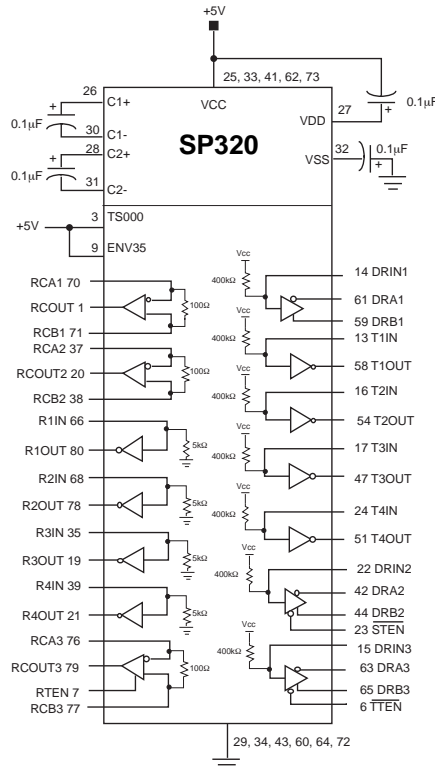 +5V
25, 33, 41, 62, 73
26
C1+
VCC
27
0.1µF
+
VDD
+
0.1µF
30
C1-
28
C2+
SP320
32
VSS
0.1µF
+
0.1µF
+
31
C2-
+5V
3
TS000
9
ENV35
RCA1 70
RCOUT 1
100Ω
RCB1 71
RCA2 37
RCOUT2 20
100Ω
RCB2 38
R1IN 66
R1OUT 80
5kΩ
R2IN 68
R2OUT 78
5kΩ
R3IN 35
R3OUT 19
5kΩ
R4IN 39
R4OUT 21
5kΩ
RCA3 76
RCOUT3 79
100Ω
RTEN 7
RCB3 77
Vcc
400kΩ
14 DRIN1
61 DRA1
59 DRB1
Vcc
400kΩ
13 T1IN
58 T1OUT
Vcc
400kΩ
16 T2IN
54 T2OUT
Vcc
400kΩ
17 T3IN
47 T3OUT
Vcc
400kΩ
24 T4IN
51 T4OUT
Vcc
400kΩ
22 DRIN2
42 DRA2
44 DRB2
23 STEN
Vcc
400kΩ
15 DRIN3
63 DRA3
65 DRB3
6 TTEN
29, 34, 43, 60, 64, 72